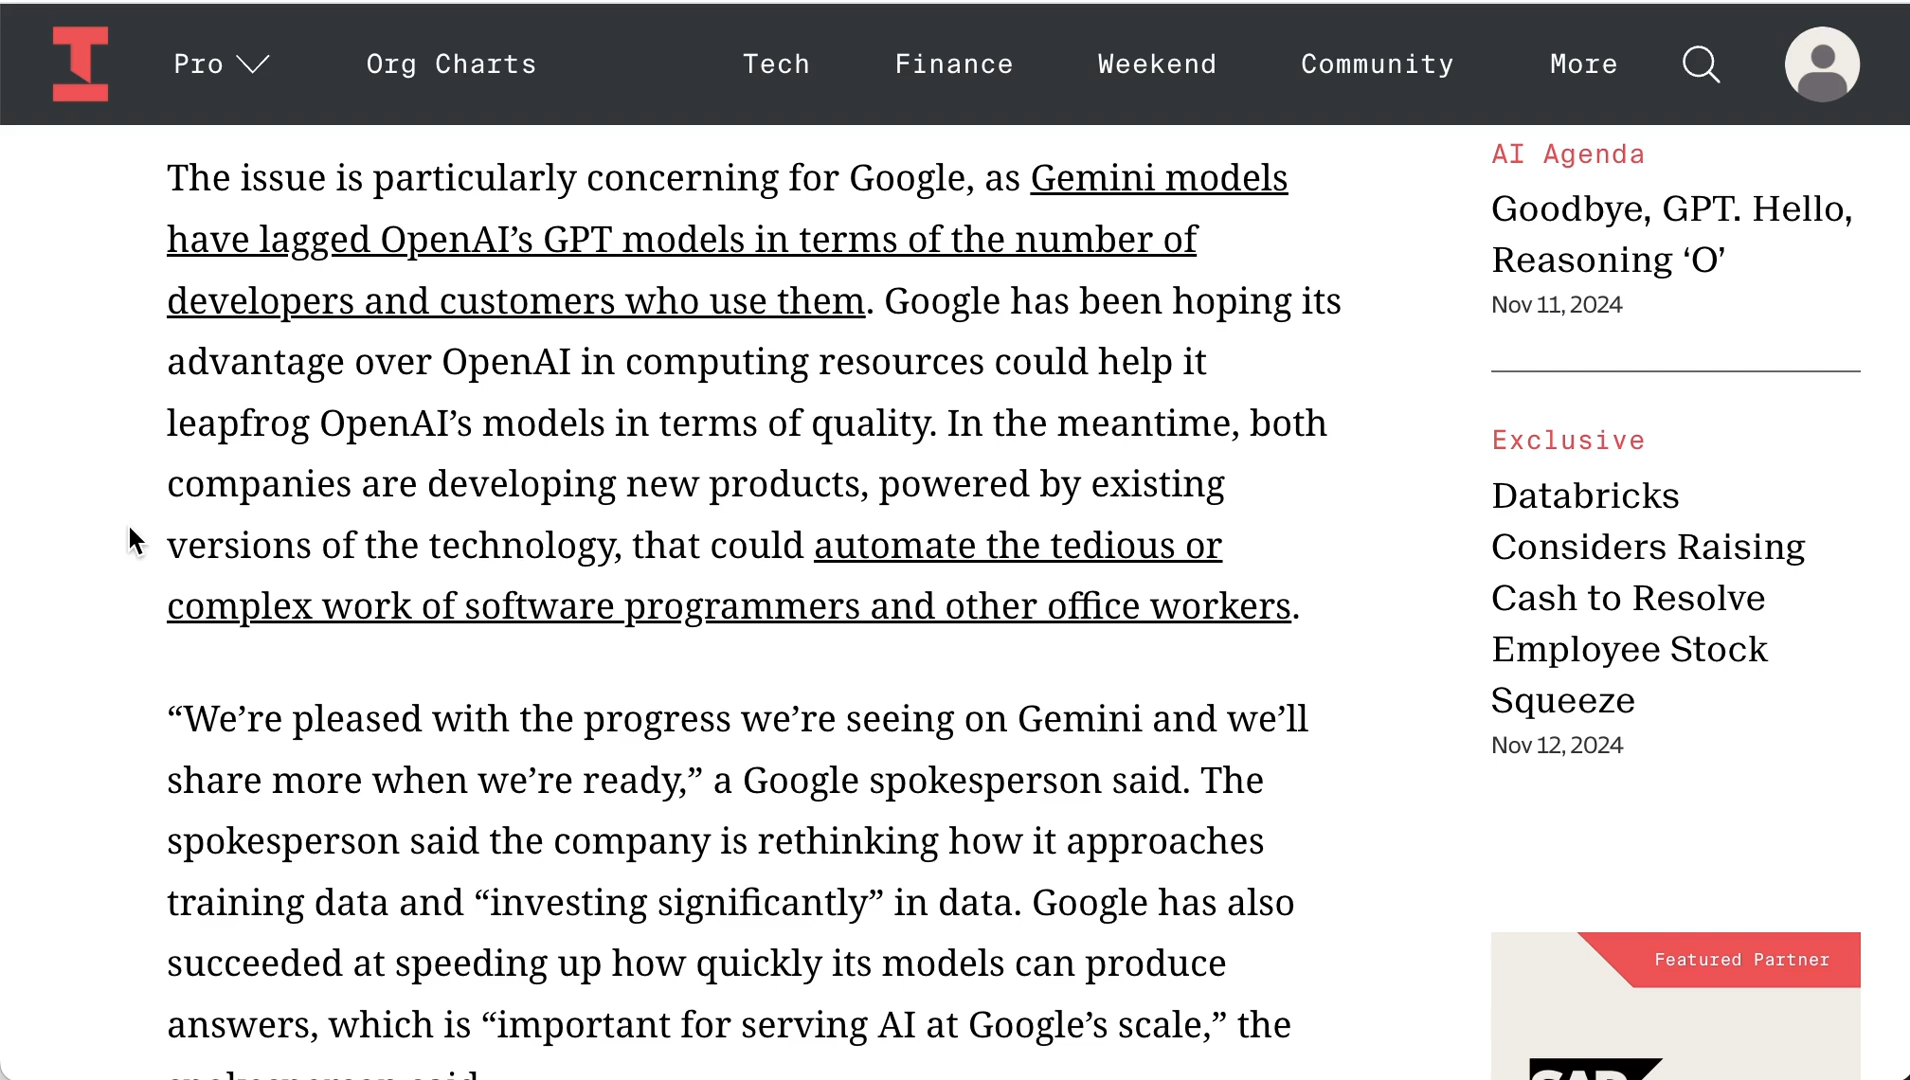 Pro
Org Charts
Tech
Finance
Weekend
Community
More
The issue is particularly concerning for Google, as Gemini models
have lagged OpenAI’s GPT models in terms of the number of
developers and customers who use them. Google has been hoping its
advantage over OpenAI in computing resources could help it
leapfrog OpenAI’s models in terms of quality. In the meantime, both
companies are developing new products, powered by existing
versions of the technology, that could automate the tedious or
complex work of software programmers and other office workers.
“We’re pleased with the progress we’re seeing on Gemini and we’ll
share more when we’re ready,” a Google spokesperson said. The
spokesperson said the company is rethinking how it approaches
training data and “investing significantly” in data. Google has also
succeeded at speeding up how quickly its models can produce
answers, which is “important for serving AI at Google’s scale,” the
spokesperson said.
AI Agenda
Goodbye, GPT. Hello,
Reasoning ‘O’
Nov 11, 2024
Exclusive
Databricks
Considers Raising
Cash to Resolve
Employee Stock
Squeeze
Nov 12, 2024
Featured Partner
SAP